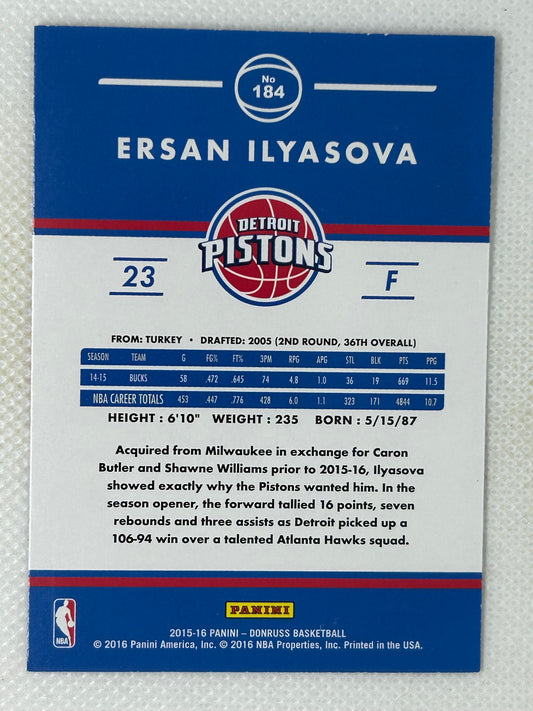 No
184
ERSAN ILYASOVA
DETROIT
PISTONS
23
F
FROM: TURKEY • DRAFTED: 2005 (2ND ROUND, 36TH OVERALL)
SEASON TEAM G FG% FT% 3PM RPG APG STL BLK PTS PPG
14-15 BUCKS 58 .472 .645 74 4.8 1.0 36 19 669 11.5
NBA CAREER TOTALS 453 .447 .776 428 6.0 1.1 323 171 4844 10.7
HEIGHT : 6'10" WEIGHT : 235 BORN : 5/15/87
Acquired from Milwaukee in exchange for Caron
Butler and Shawne Williams prior to 2015-16, Ilyasova
showed exactly why the Pistons wanted him. In the
season opener, the forward tallied 16 points, seven
rebounds and three assists as Detroit picked up a
106-94 win over a talented Atlanta Hawks squad.
PANINI
NBA
2015-16 PANINI – DONRUSS BASKETBALL
© 2016 Panini America, Inc. © 2016 NBA Properties, Inc. Printed in the USA.